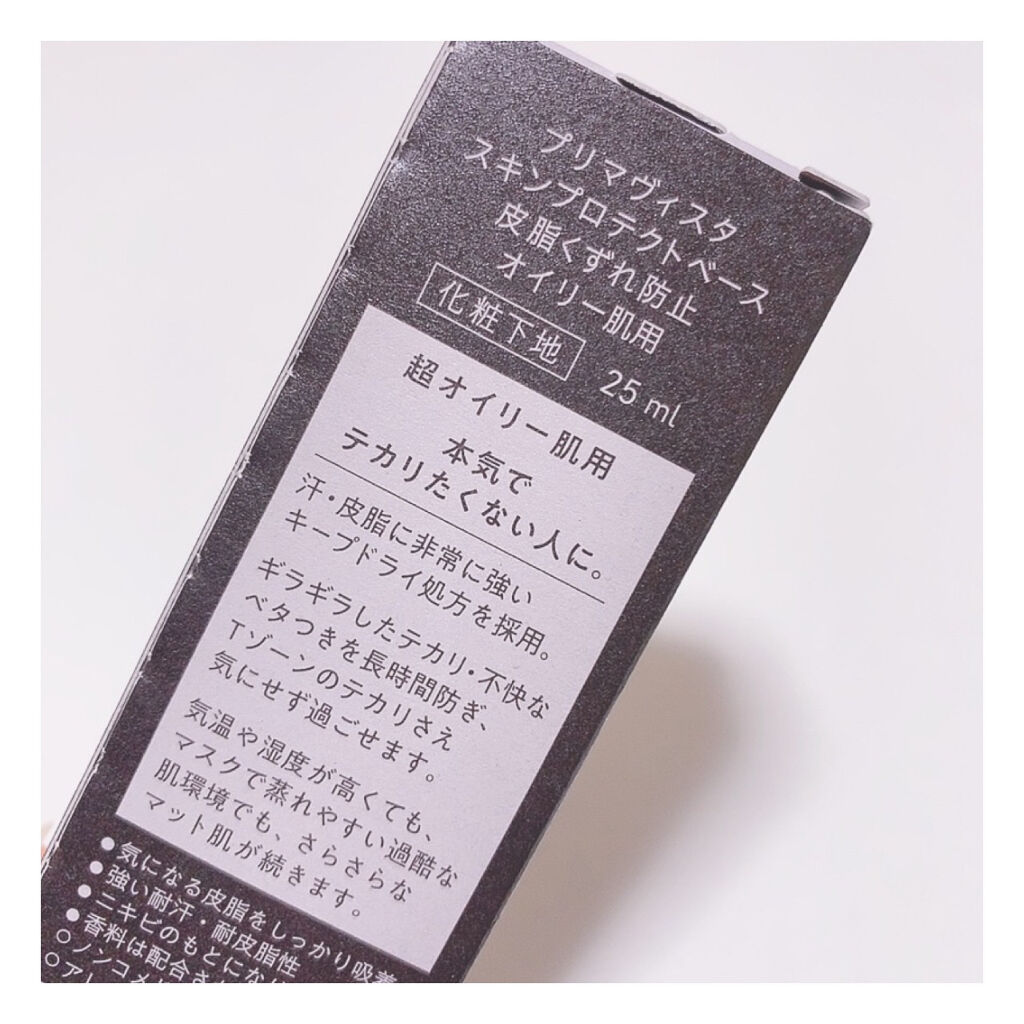 プリマヴィスタ
スキンプロテクトベース
皮脂くずれ防止
オイリー肌用
化粧下地 25 ml
超オイリー肌用
本気で
テカリたくない人に。
汗・皮脂に非常に強い
キープドライ処方を採用。
ギラギラしたテカリ・不快な
ベタつきを長時間防ぎ、
Tゾーンのテカリさえ
気にせず過ごせます。
気温や湿度が高くても、
マスクで蒸れやすい過酷な
肌環境でも、さらさらな
マット肌が続きます。
●気になる皮脂をしっかり吸着
●強い耐汗・耐皮脂性
●ニキビのもとになり
●香料は配合さ
○ノンコメ
○アレ